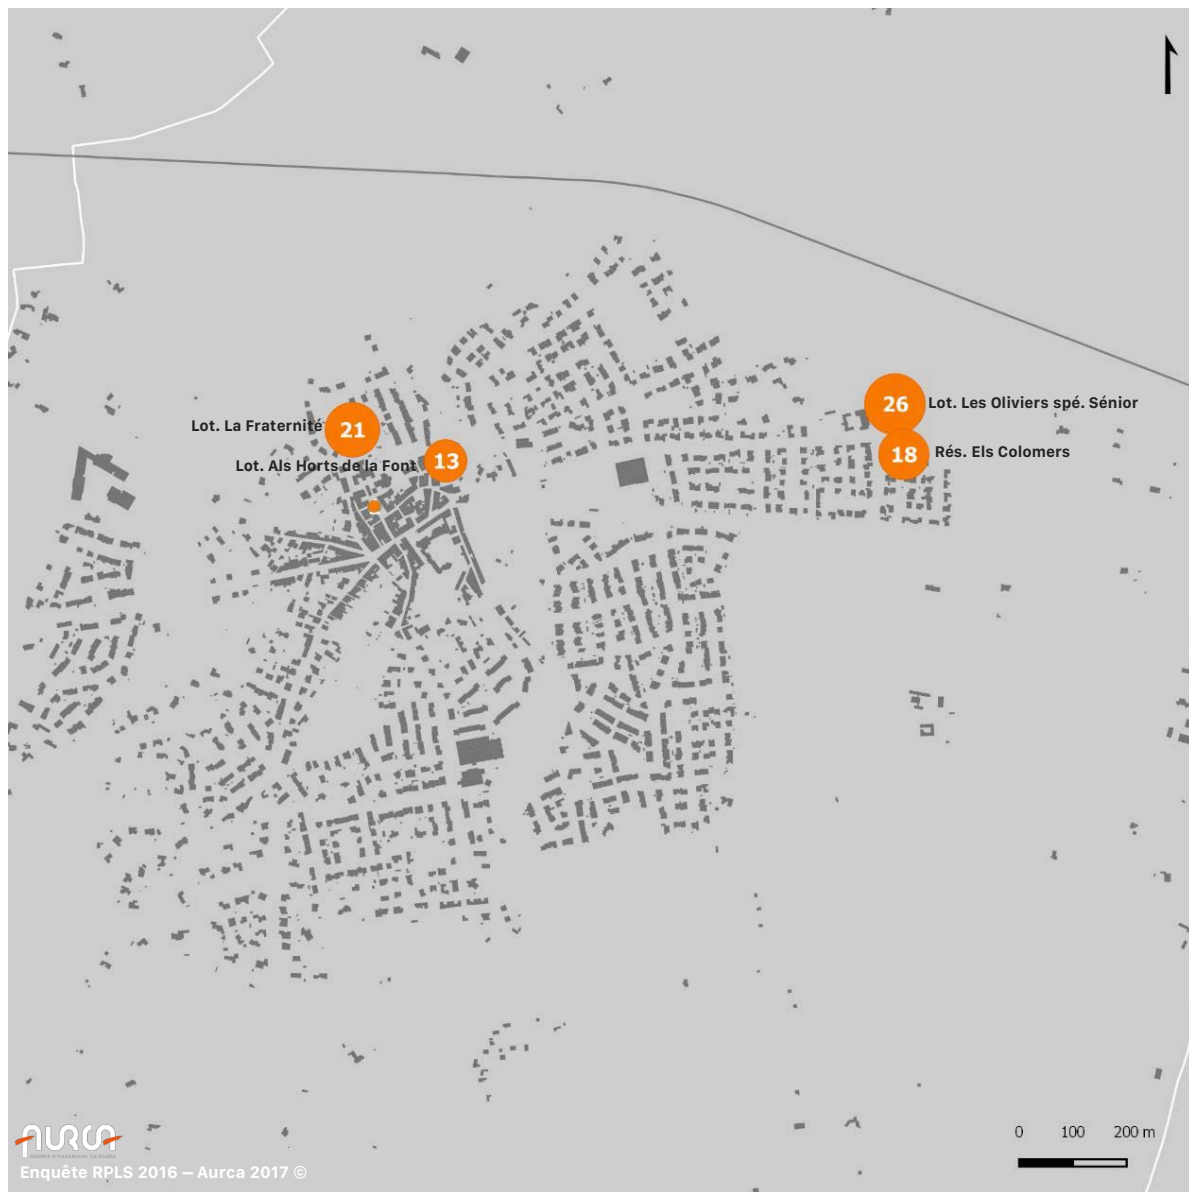 26
Lot. Les Oliviers spé. Sénior
Lot. La Fraternité
21
18
Rés. Els Colomers
Lot. Als Horts de la Font
13
0 100 200 m
AURCA
Enquête RPLS 2016 – Aurca 2017 ©